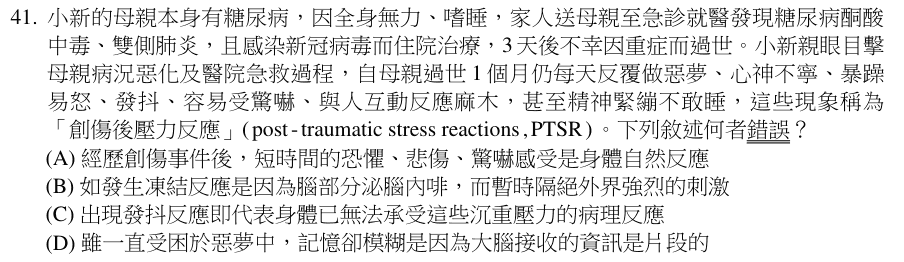 41. 小新的母親本身有糖尿病，因全身無力、嗜睡，家人送母親至急診就醫發現糖尿病酮酸
中毒、雙側肺炎，且感染新冠病毒而住院治療，3 天後不幸因重症而過世。小新親眼目擊
母親病況惡化及醫院急救過程，自母親過世 1 個月仍每天反覆做惡夢、心神不寧、暴躁
易怒、發抖、容易受驚嚇、與人互動反應麻木，甚至精神緊繃不敢睡，這些現象稱為
「創傷後壓力反應」(post-traumatic stress reactions,PTSR)。下列敘述何者錯誤？
(A) 經歷創傷事件後，短時間的恐懼、悲傷、驚嚇感受是身體自然反應
(B) 如發生凍結反應是因為腦部分泌腦內啡，而暫時隔絕外界強烈的刺激
(C) 出現發抖反應即代表身體已無法承受這些沉重壓力的病理反應
(D) 雖一直受困於惡夢中，記憶卻模糊是因為大腦接收的資訊是片段的